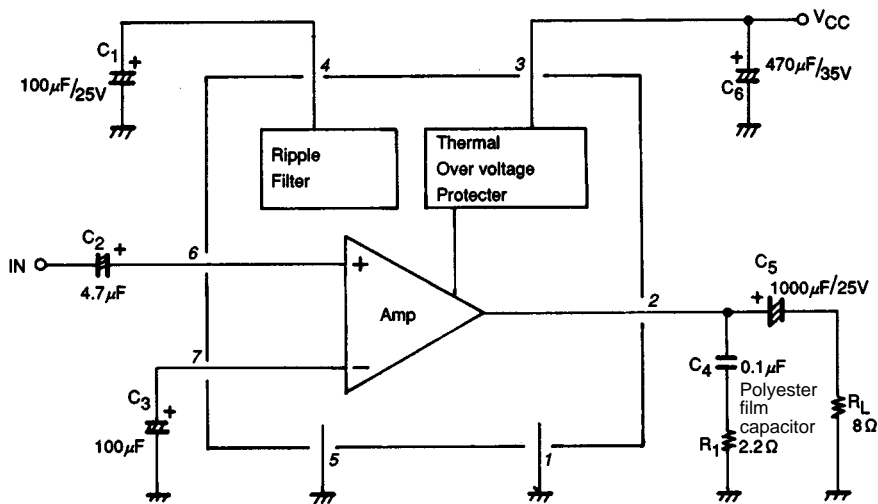 C1
+
100µF/25V
4
3
VCC
+
470µF/35V
C6
Ripple
Filter
Thermal
Over voltage
Protecter
IN
C2
+
4.7µF
6
+
Amp
−
7
C3
+
100µF
5
1
2
C5
+
1000µF/25V
C4
0.1µF
Polyester
film
capacitor
R1
2.2Ω
RL
8Ω